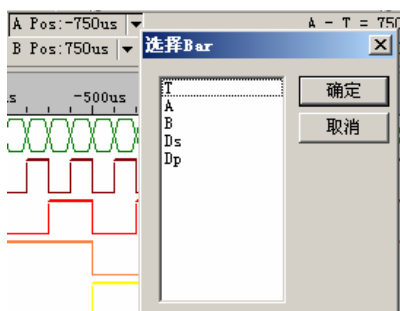 A Pos:-750us
A - T = 750
B Pos:750us
选择Bar
s
-500us
T
A
B
Ds
Dp
确定
取消